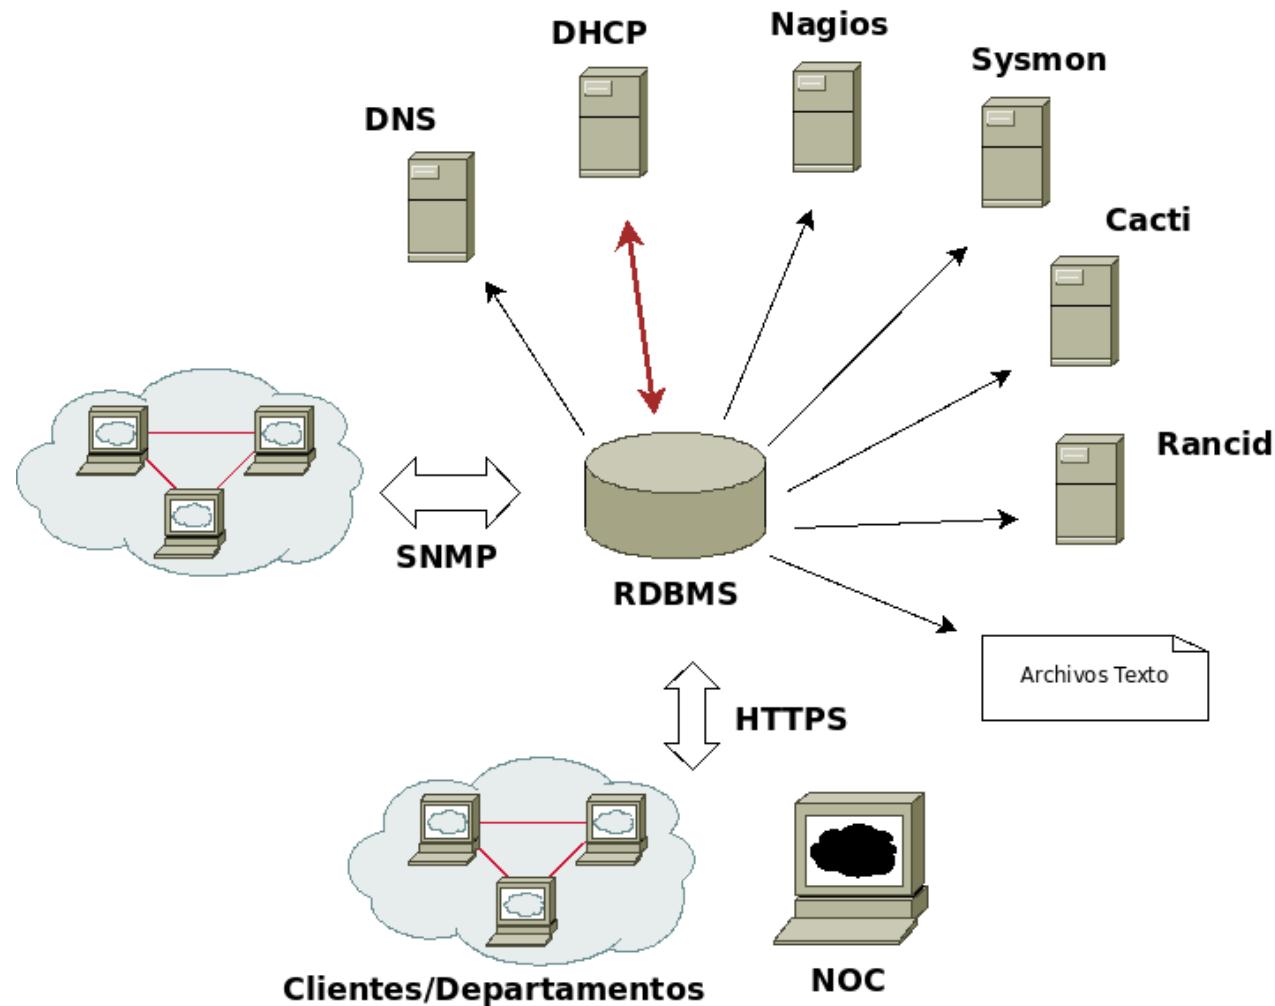 DHCP
Nagios
Sysmon
DNS
Cacti
Rancid
SNMP
RDBMS
Archivos Texto
HTTPS
Clientes/Departamentos
NOC